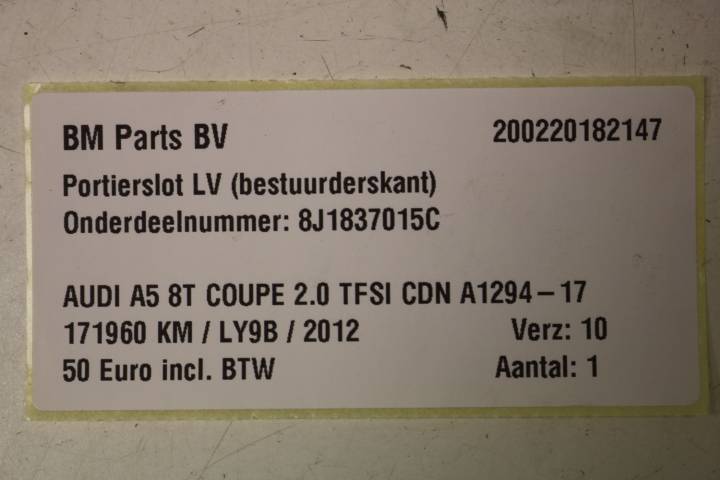 BM Parts BV 200220182147
Portierslot LV (bestuurderskant)
Onderdeelnummer: 8J1837015C
AUDI A5 8T COUPE 2.0 TFSI CDN A1294-17
171960 KM / LY9B / 2012 Verz: 10
50 Euro incl. BTW Aantal: 1